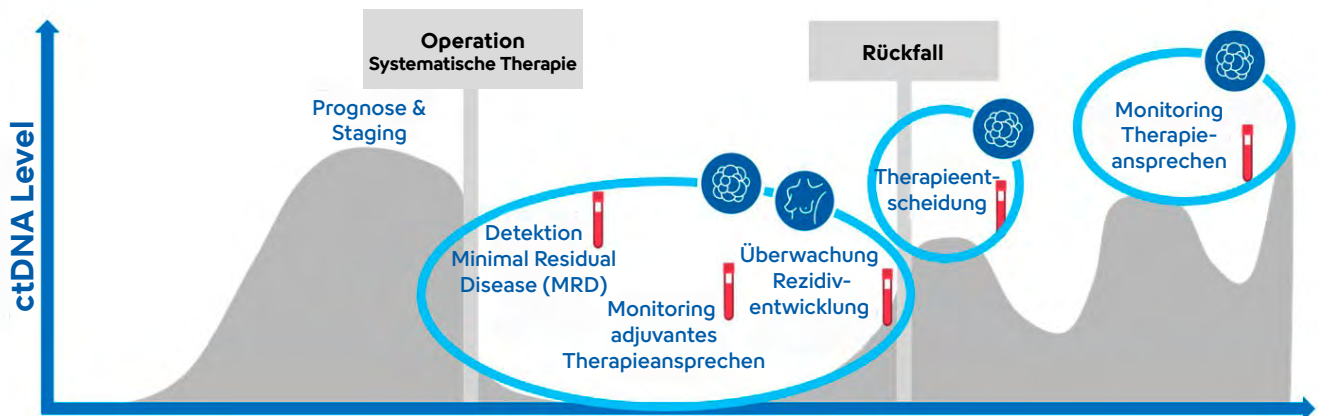 ctDNA Level
Operation
Systematische Therapie
Rückfall
Prognose &
Staging
Detektion
Minimal Residual
Disease (MRD)
Monitoring
adjuvantes
Therapieansprechen
Überwachung
Rezidiv-
entwicklung
Therapieent-
scheidung
Monitoring
Therapie-
ansprechen